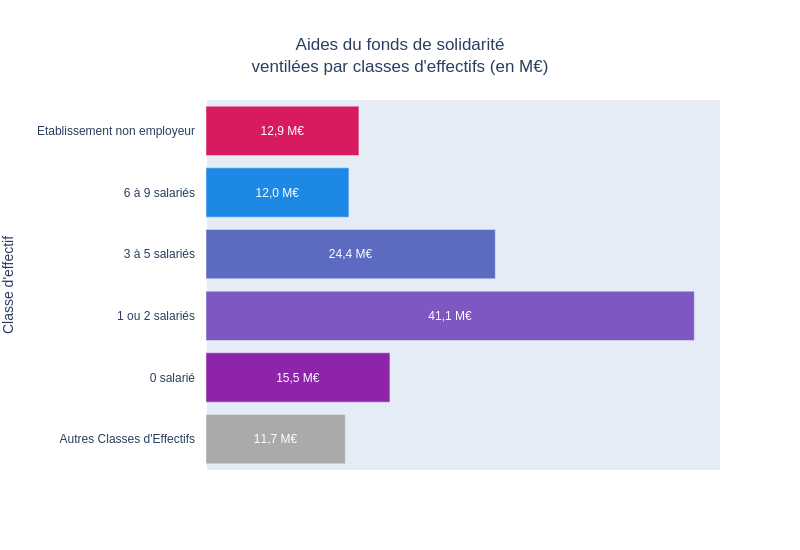 Aides du fonds de solidarité
ventilées par classes d'effectifs (en M€)
Etablissement non employeur
12,9 M€
6 à 9 salariés
12,0 M€
3 à 5 salariés
24,4 M€
1 ou 2 salariés
41,1 M€
0 salarié
15,5 M€
Autres Classes d'Effectifs
11,7 M€
Classe d'effectif